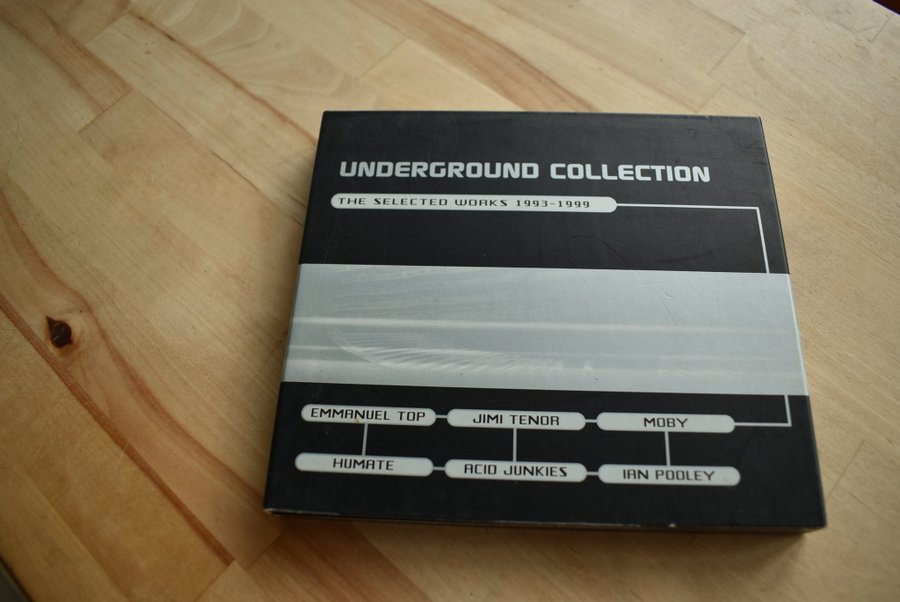 UNDERGROUND COLLECTION
THE SELECTED WORKS 1993-1999
EMMANUEL TOP JIMI TENOR MOBY
HUMATE ACID JUNKIES IAN POOLEY